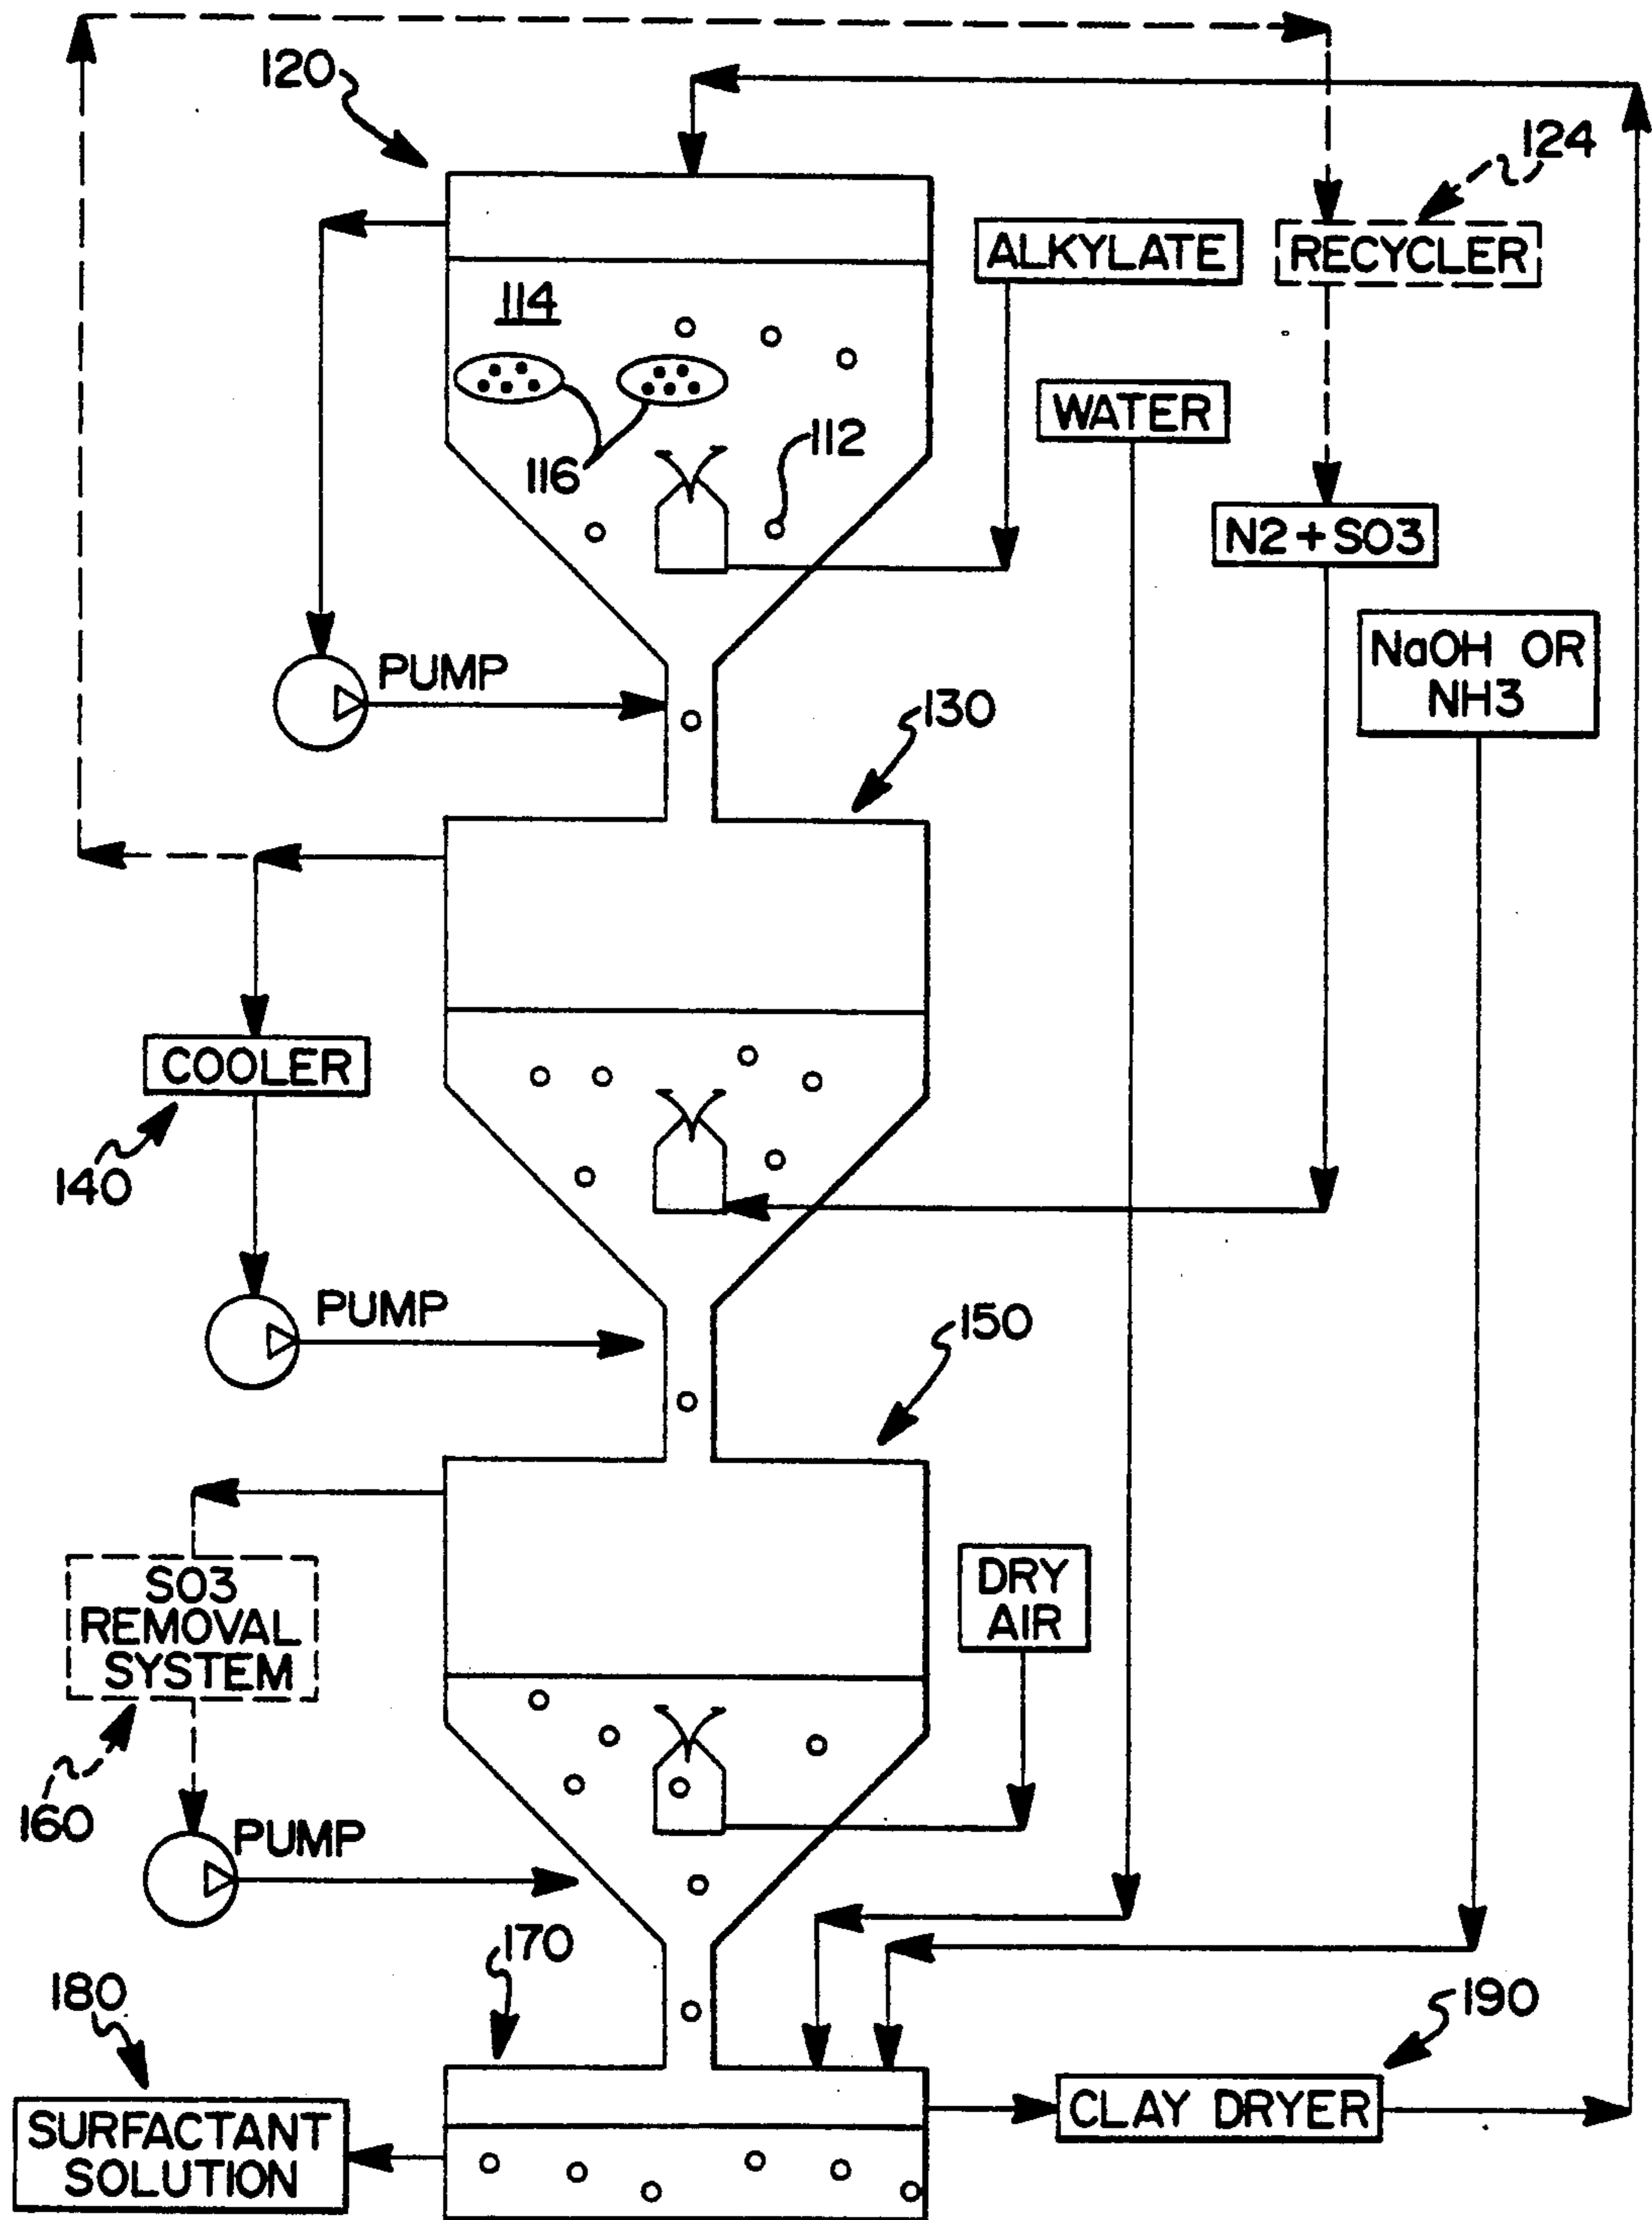 120
124
ALKYLATE
RECYCLER
114
WATER
112
116
N2+SO3
NaOH OR
NH3
PUMP
130
COOLER
140
PUMP
150
SO3
REMOVAL
SYSTEM
DRY
AIR
160
PUMP
170
180
190
SURFACTANT
SOLUTION
CLAY DRYER